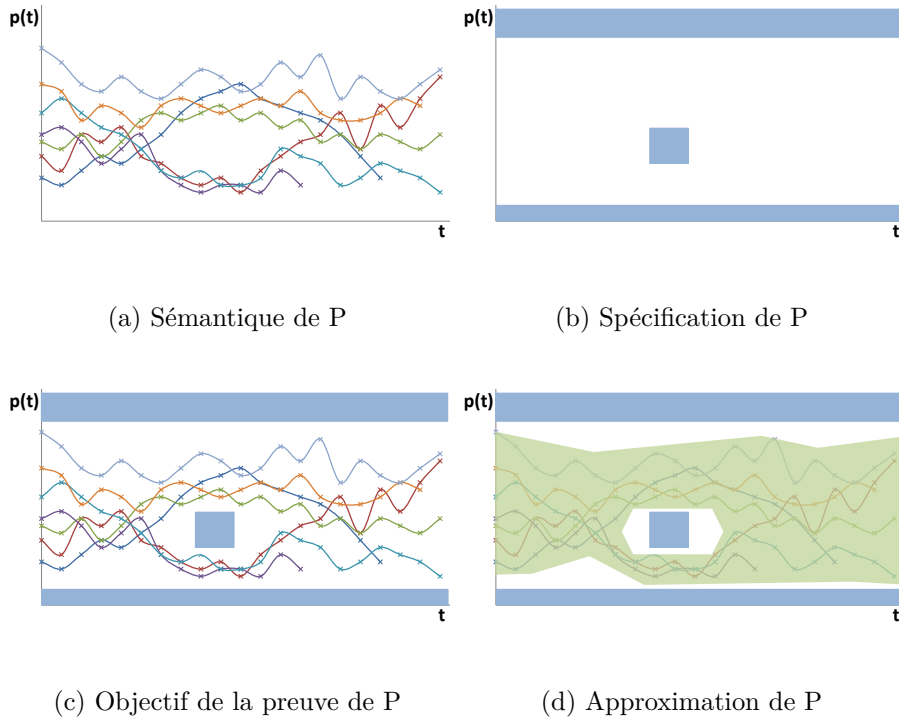 p(t)
t
(a) Sémantique de P
p(t)
t
(b) Spécification de P
p(t)
t
(c) Objectif de la preuve de P
p(t)
t
(d) Approximation de P